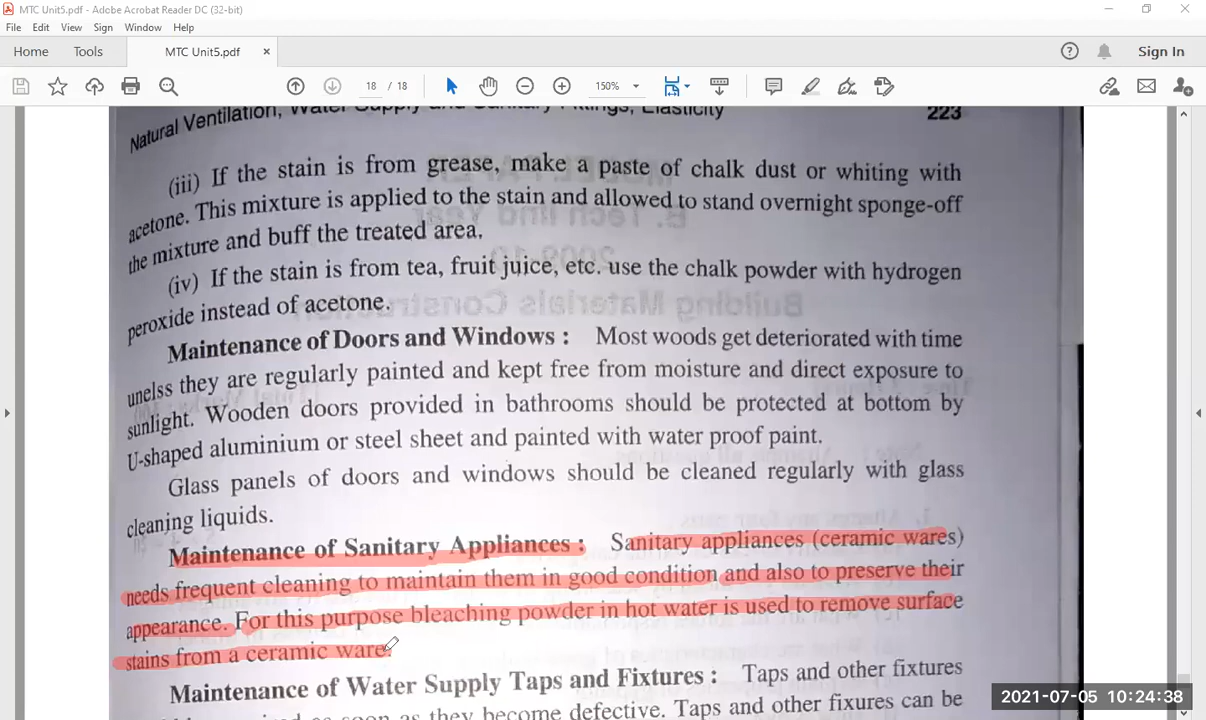 MTC Unit5.pdf - Adobe Acrobat Reader DC (32-bit)
File Edit View Sign Window Help
Home Tools MTC Unit5.pdf × Sign In
18 / 18 150%
Natural Ventilation, Water Supply and Sanitary Fittings, Elasticity 223
(iii) If the stain is from grease, make a paste of chalk dust or whiting with
acetone. This mixture is applied to the stain and allowed to stand overnight sponge-off
the mixture and buff the treated area.
(iv) If the stain is from tea, fruit juice, etc. use the chalk powder with hydrogen
peroxide instead of acetone.
Maintenance of Doors and Windows : Most woods get deteriorated with time
unelss they are regularly painted and kept free from moisture and direct exposure to
sunlight. Wooden doors provided in bathrooms should be protected at bottom by
U-shaped aluminium or steel sheet and painted with water proof paint.
Glass panels of doors and windows should be cleaned regularly with glass
cleaning liquids.
Maintenance of Sanitary Appliances : Sanitary appliances (ceramic wares)
needs frequent cleaning to maintain them in good condition and also to preserve their
appearance. For this purpose bleaching powder in hot water is used to remove surface
stains from a ceramic ware.
Maintenance of Water Supply Taps and Fixtures : Taps and other fixtures
as soon as they become defective. Taps and other fixures can be
2021-07-05 10:24:38